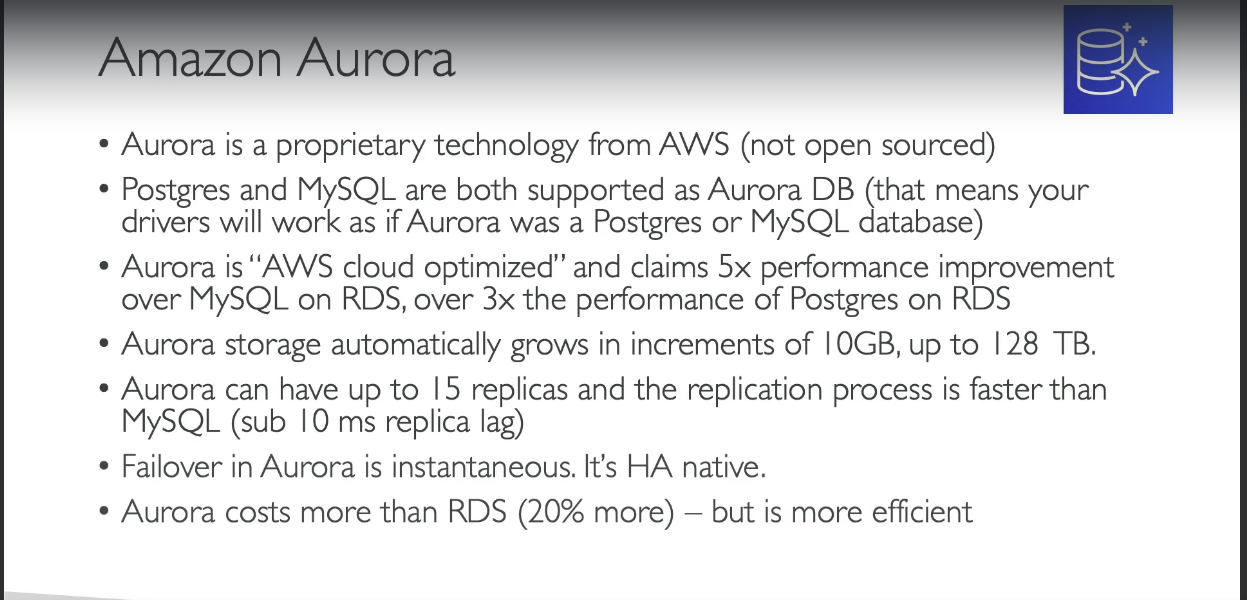 Amazon Aurora
• Aurora is a proprietary technology from AWS (not open sourced)
• Postgres and MySQL are both supported as Aurora DB (that means your
drivers will work as if Aurora was a Postgres or MySQL database)
• Aurora is “AWS cloud optimized” and claims 5x performance improvement
over MySQL on RDS, over 3x the performance of Postgres on RDS
• Aurora storage automatically grows in increments of 10GB, up to 128 TB.
• Aurora can have up to 15 replicas and the replication process is faster than
MySQL (sub 10 ms replica lag)
• Failover in Aurora is instantaneous. It’s HA native.
• Aurora costs more than RDS (20% more) – but is more efficient